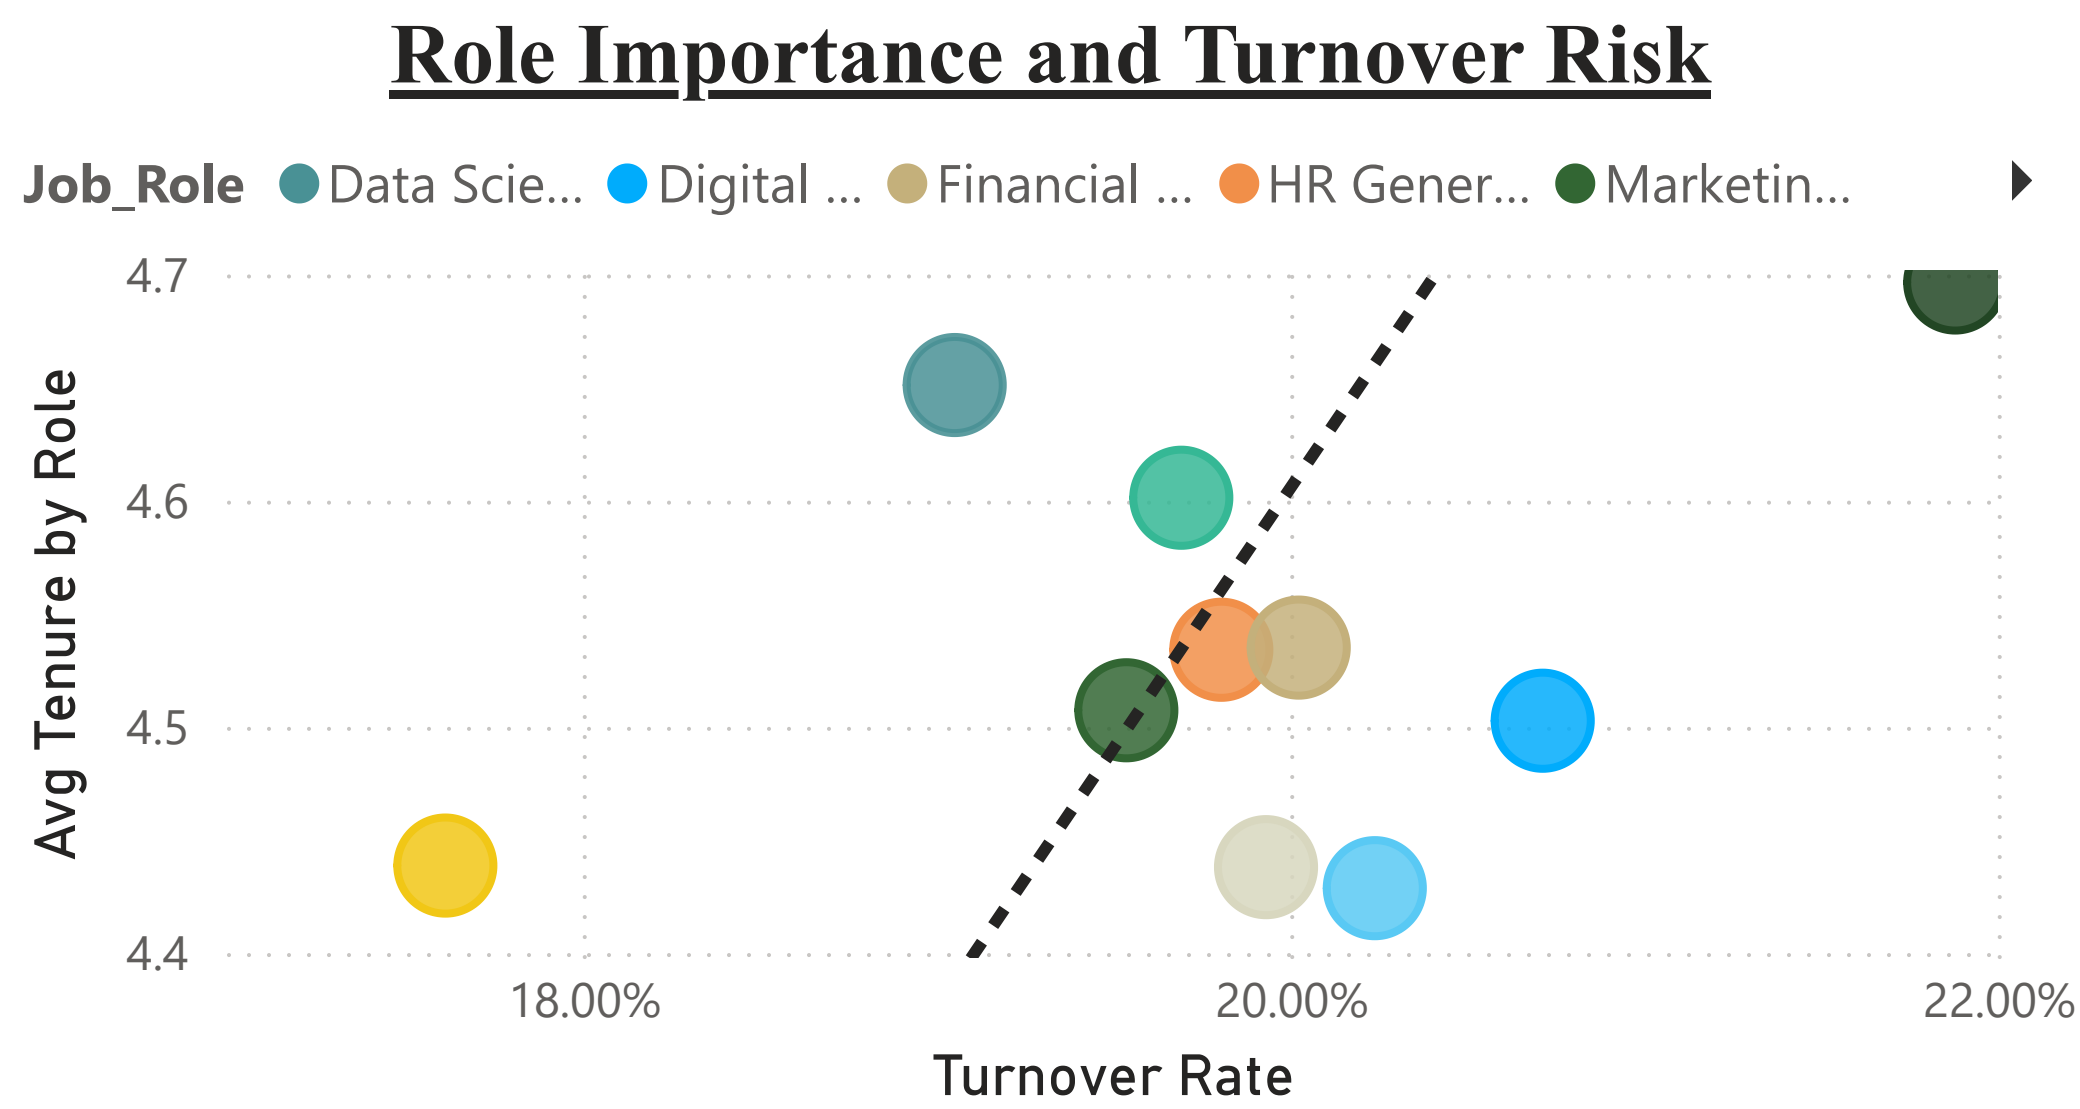 Role Importance and Turnover Risk
Job_Role Data Scie... Digital ... Financial ... HR Gener... Marketin...
4.7
4.6
4.5
4.4
Avg Tenure by Role
18.00% 20.00% 22.00%
Turnover Rate